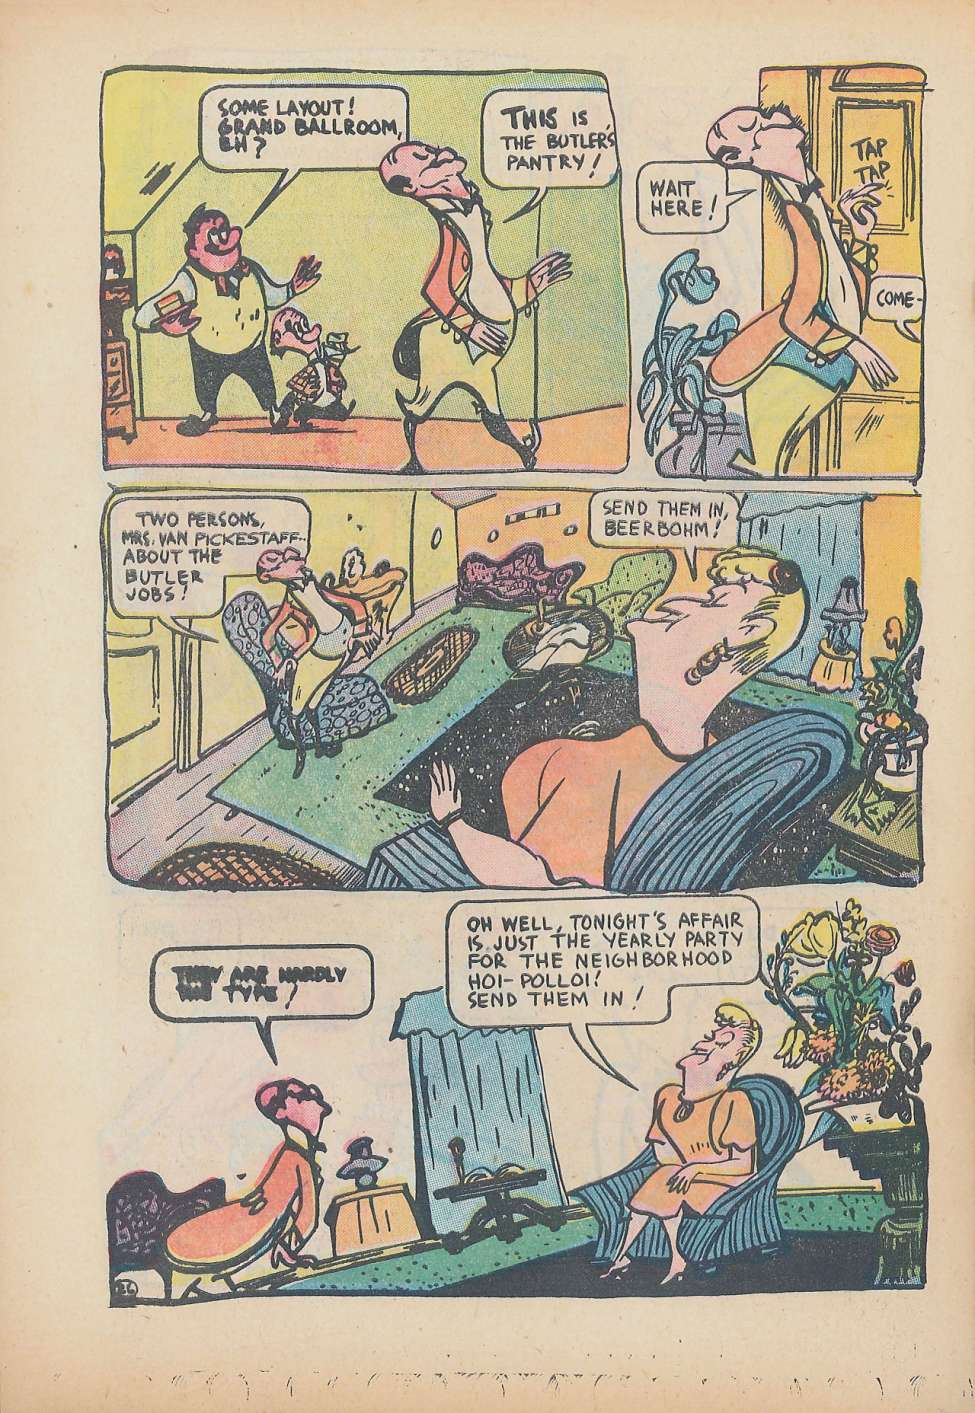 SOME LAYOUT!
GRAND BALLROOM,
EH?
THIS IS
THE BUTLER'S
PANTRY!
WAIT
HERE!
TAP
TAP
COME-
TWO PERSONS,
MRS. VAN PICKESTAFF--
ABOUT THE
BUTLER
JOBS!
SEND THEM IN,
BEERBOHM!
THEY ARE HARDLY
THE TYPE!
OH WELL, TONIGHT'S AFFAIR
IS JUST THE YEARLY PARTY
FOR THE NEIGHBORHOOD
HOI-POLLOI!
SEND THEM IN!